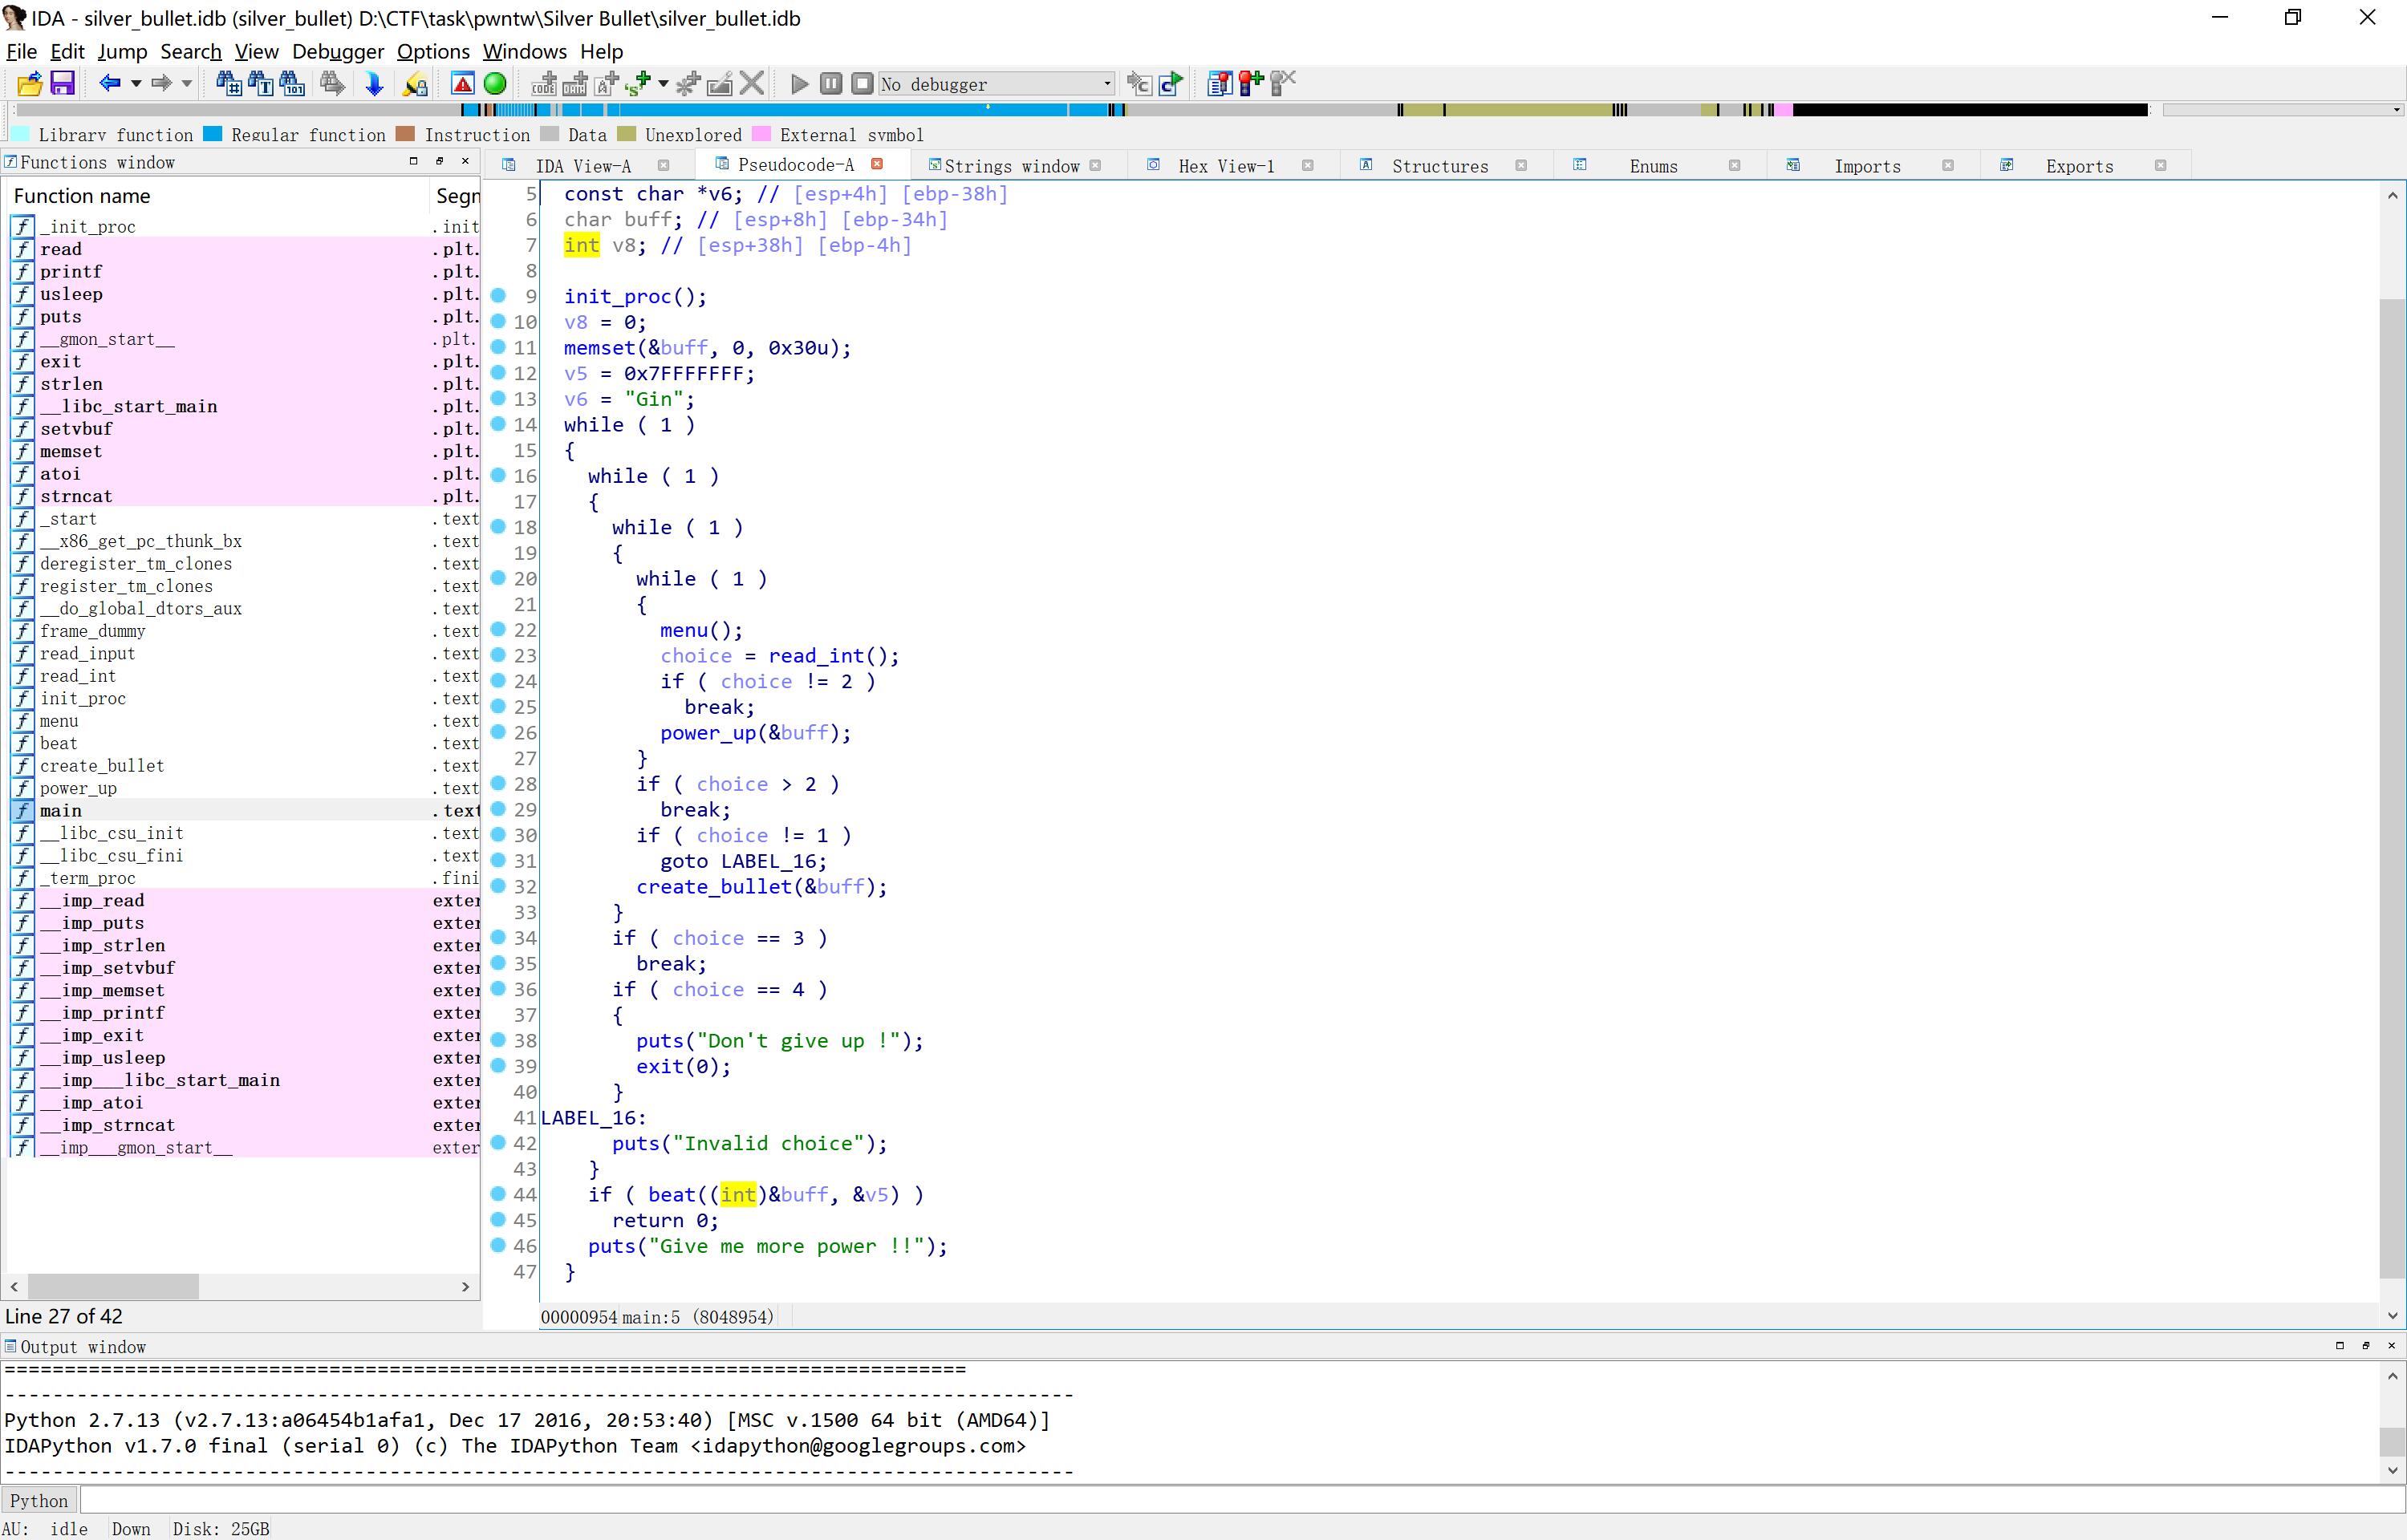 IDA - silver_bullet.idb (silver_bullet) D:\CTF\task\pwntw\Silver Bullet\silver_bullet.idb
File Edit Jump Search View Debugger Options Windows Help
No debugger
Library function Regular function Instruction Data Unexplored External symbol
Functions window
Function name Segn
_init_proc .init
read .plt.
printf .plt.
usleep .plt.
puts .plt.
__gmon_start__ .plt.
exit .plt.
strlen .plt.
__libc_start_main .plt.
setvbuf .plt.
memset .plt.
atoi .plt.
strncat .plt.
_start .text
__x86_get_pc_thunk_bx .text
deregister_tm_clones .text
register_tm_clones .text
__do_global_dtors_aux .text
frame_dummy .text
read_input .text
read_int .text
init_proc .text
menu .text
beat .text
create_bullet .text
power_up .text
main .text
__libc_csu_init .text
__libc_csu_fini .text
_term_proc .fini
__imp_read exter
__imp_puts exter
__imp_strlen exter
__imp_setvbuf exter
__imp_memset exter
__imp_printf exter
__imp_exit exter
__imp_usleep exter
__imp___libc_start_main exter
__imp_atoi exter
__imp_strncat exter
__imp___gmon_start__ exter
Line 27 of 42
IDA View-A Pseudocode-A Strings window Hex View-1 Structures Enums Imports Exports
5 const char *v6; // [esp+4h] [ebp-38h]
6 char buff; // [esp+8h] [ebp-34h]
7 int v8; // [esp+38h] [ebp-4h]
8
9 init_proc();
10 v8 = 0;
11 memset(&buff, 0, 0x30u);
12 v5 = 0x7FFFFFFF;
13 v6 = "Gin";
14 while ( 1 )
15 {
16 while ( 1 )
17 {
18 while ( 1 )
19 {
20 while ( 1 )
21 {
22 menu();
23 choice = read_int();
24 if ( choice != 2 )
25 break;
26 power_up(&buff);
27 }
28 if ( choice > 2 )
29 break;
30 if ( choice != 1 )
31 goto LABEL_16;
32 create_bullet(&buff);
33 }
34 if ( choice == 3 )
35 break;
36 if ( choice == 4 )
37 {
38 puts("Don't give up !");
39 exit(0);
40 }
41 LABEL_16:
42 puts("Invalid choice");
43 }
44 if ( beat((int)&buff, &v5) )
45 return 0;
46 puts("Give me more power !!");
47 }
00000954 main:5 (8048954)
Output window
================================================================================
-----------------------------------------------------------------------------------------
Python 2.7.13 (v2.7.13:a06454b1afa1, Dec 17 2016, 20:53:40) [MSC v.1500 64 bit (AMD64)]
IDAPython v1.7.0 final (serial 0) (c) The IDAPython Team <idapython@googlegroups.com>
-----------------------------------------------------------------------------------------
Python
AU: idle Down Disk: 25GB